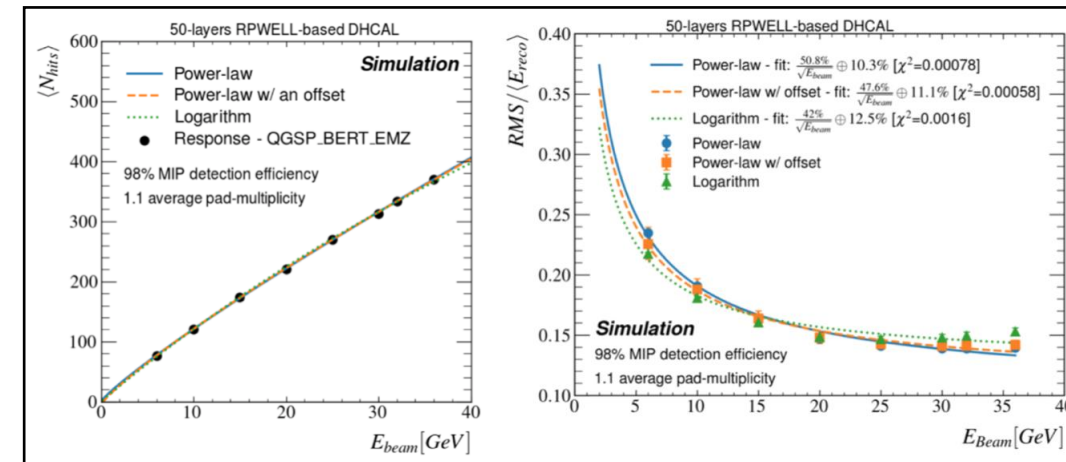 50-layers RPWELL-based DHCAL
⟨N_hits⟩
600
500
400
300
200
100
0
Simulation
Power-law
Power-law w/ an offset
Logarithm
Response - QGSP_BERT_EMZ
98% MIP detection efficiency
1.1 average pad-multiplicity
0 10 20 30 40
E_beam[GeV]
50-layers RPWELL-based DHCAL
RMS/⟨E_reco⟩
0.40
0.35
0.30
0.25
0.20
0.15
0.10
Power-law - fit: 50.8%/√E_beam ⊕ 10.3% [χ²=0.00078]
Power-law w/ offset - fit: 47.6%/√E_beam ⊕ 11.1% [χ²=0.00058]
Logarithm - fit: 42%/√E_beam ⊕ 12.5% [χ²=0.0016]
Power-law
Power-law w/ offset
Logarithm
Simulation
98% MIP detection efficiency
1.1 average pad-multiplicity
0 5 10 15 20 25 30 35 40
E_Beam[GeV]